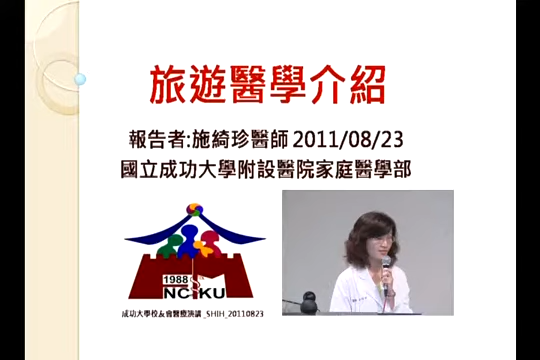 旅遊醫學介紹
報告者:施綺珍醫師 2011/08/23
國立成功大學附設醫院家庭醫學部
1988
NCKU
成功大學校友會醫療演講_SHIH_20110823